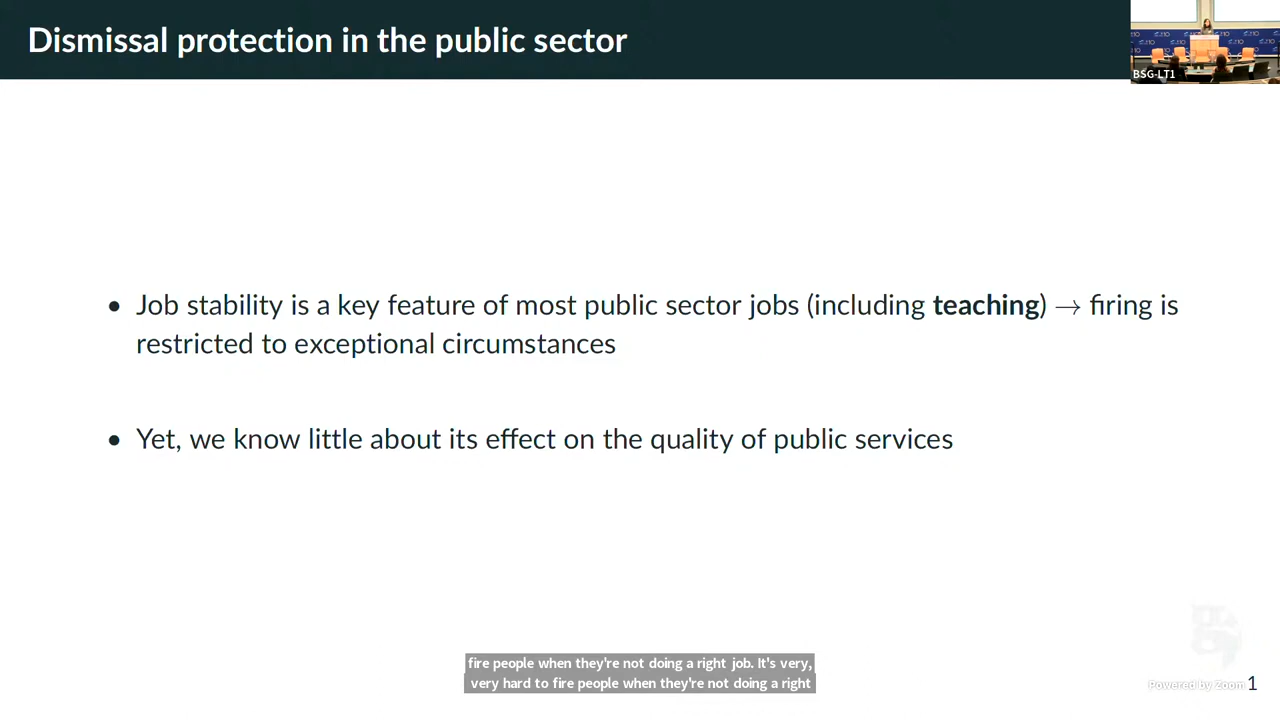 Dismissal protection in the public sector
BSG-LT1
• Job stability is a key feature of most public sector jobs (including teaching) → firing is
restricted to exceptional circumstances
• Yet, we know little about its effect on the quality of public services
fire people when they're not doing a right job. It's very,
very hard to fire people when they're not doing a right
Powered by Zoom
1